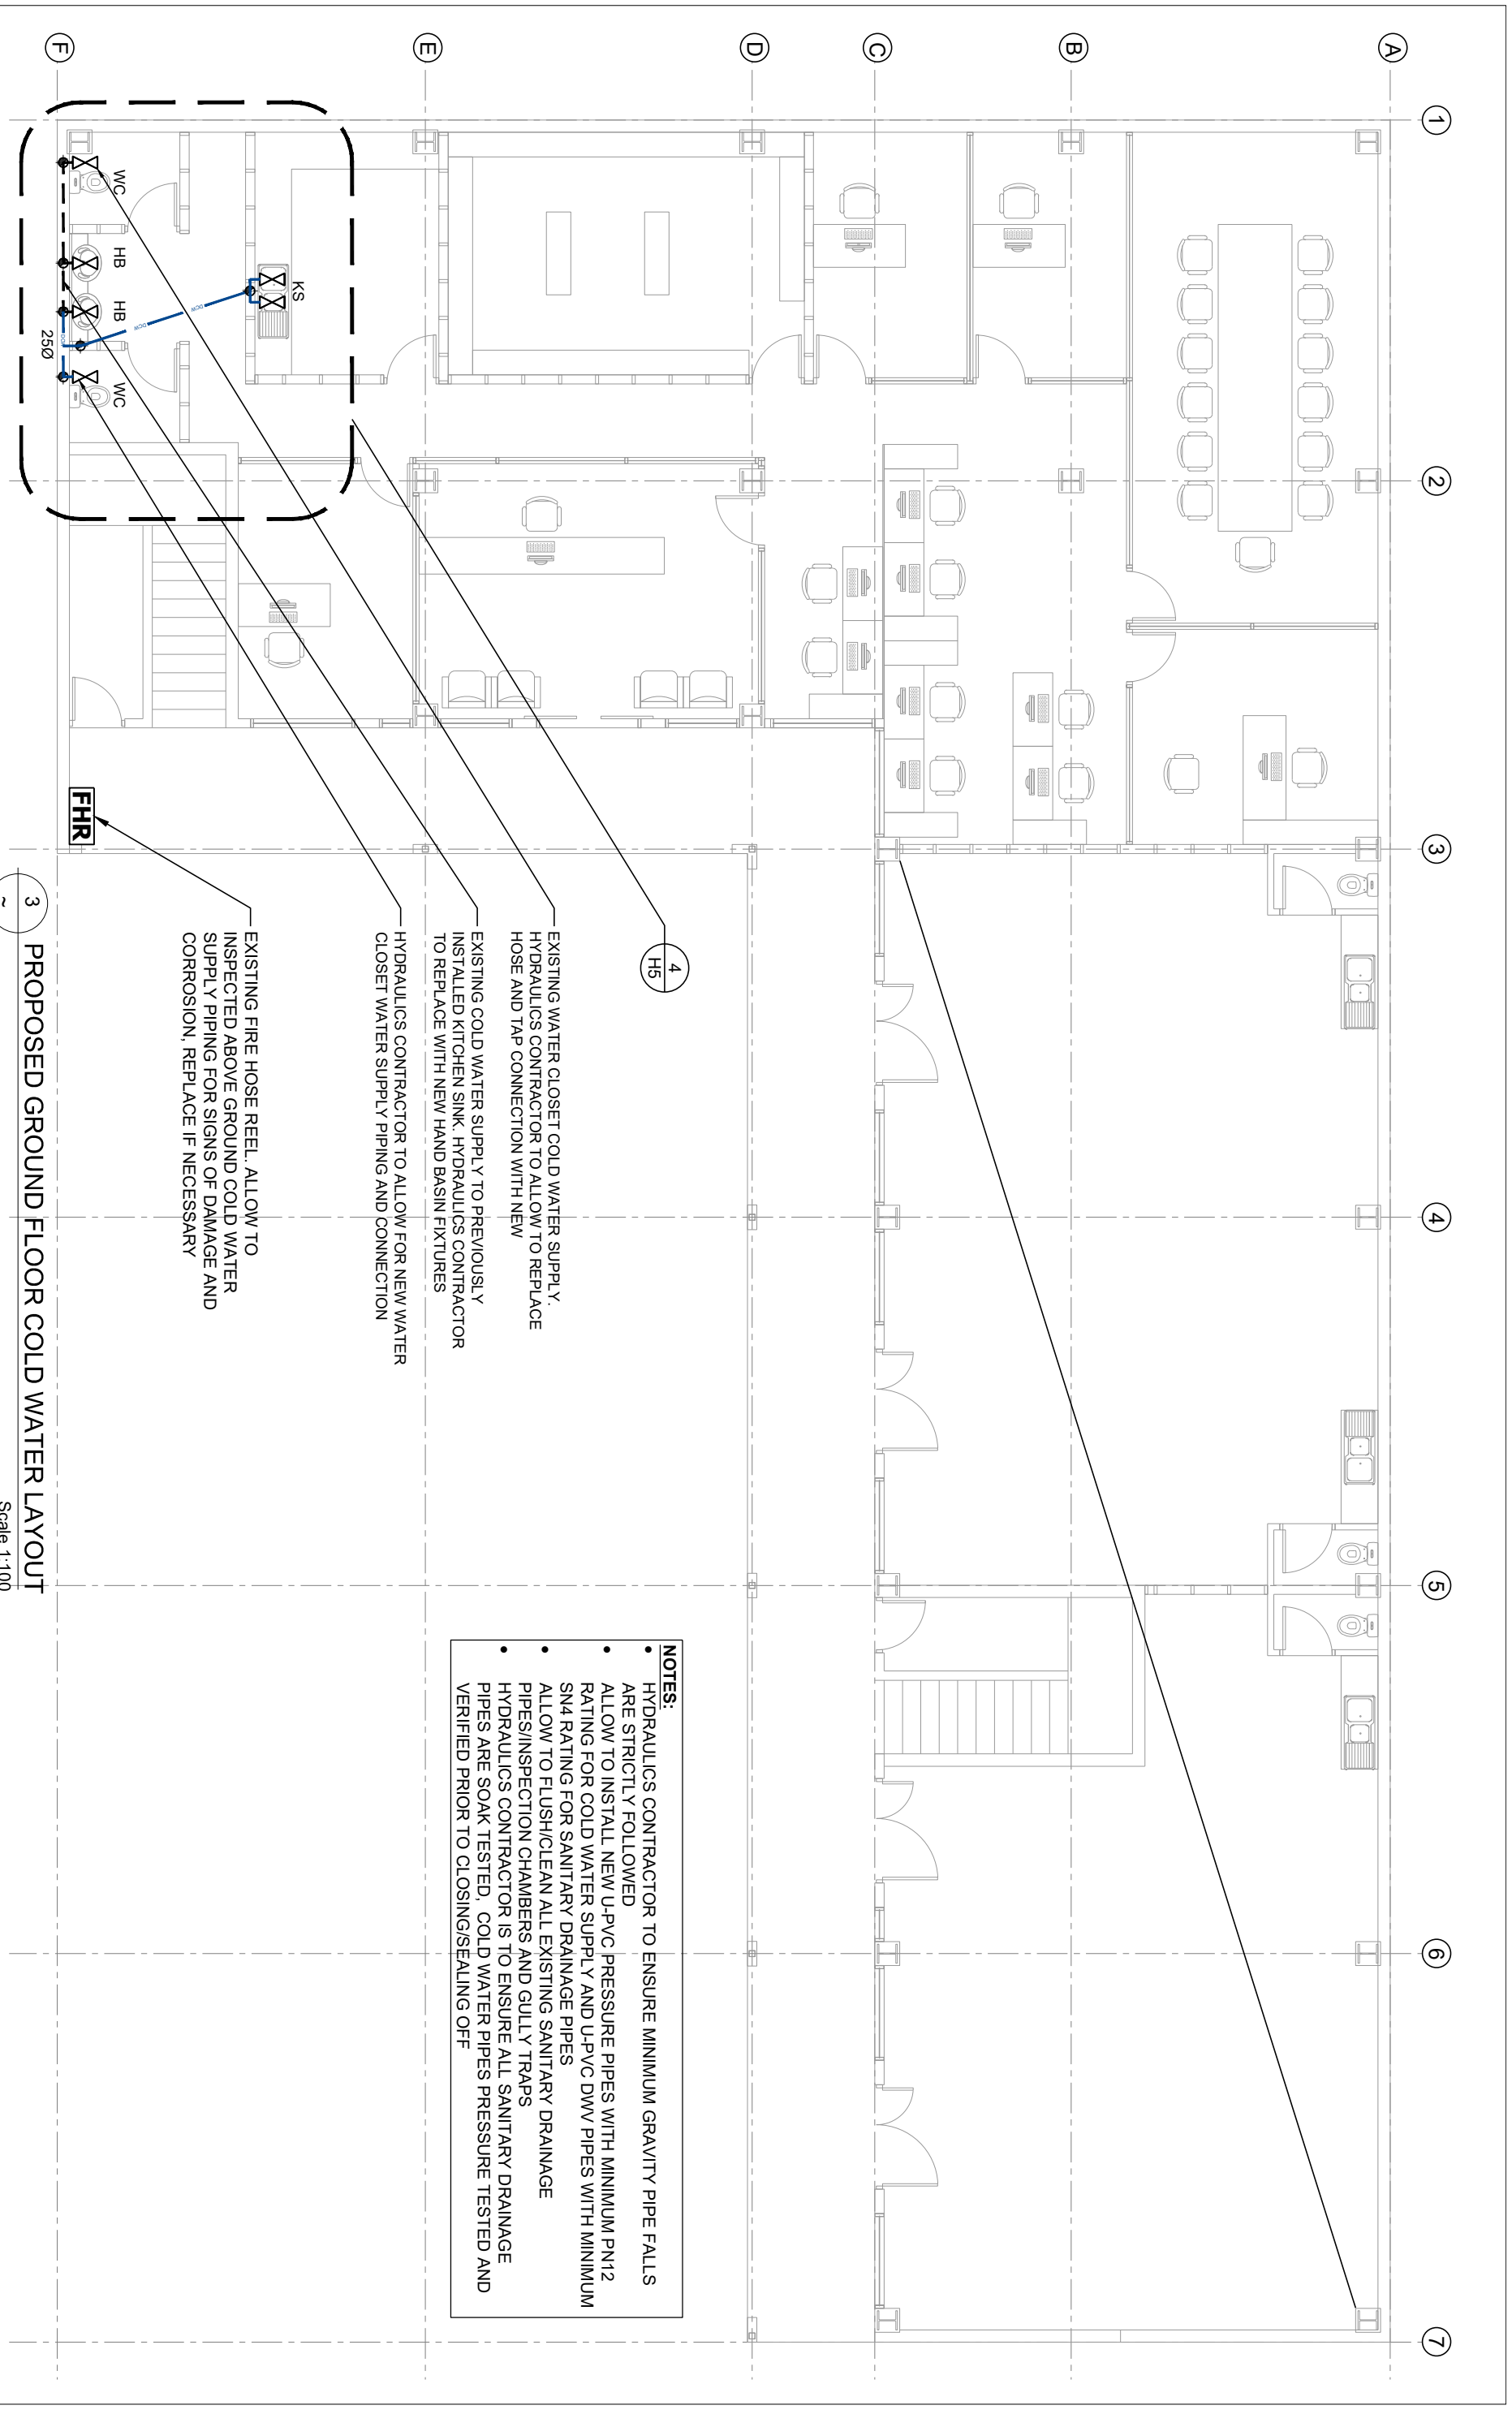 1
2
3
4
5
6
7
A
B
C
D
E
F
WC
HB
HB
WC
KS
DCW
DCW
25Ø
FHR
4
H5
EXISTING WATER CLOSET COLD WATER SUPPLY.
HYDRAULICS CONTRACTOR TO ALLOW TO REPLACE
HOSE AND TAP CONNECTION WITH NEW
EXISTING COLD WATER SUPPLY TO PREVIOUSLY
INSTALLED KITCHEN SINK. HYDRAULICS CONTRACTOR
TO REPLACE WITH NEW HAND BASIN FIXTURES
HYDRAULICS CONTRACTOR TO ALLOW FOR NEW WATER
CLOSET WATER SUPPLY PIPING AND CONNECTION
EXISTING FIRE HOSE REEL. ALLOW TO
INSPECTED ABOVE GROUND COLD WATER
SUPPLY PIPING FOR SIGNS OF DAMAGE AND
CORROSION, REPLACE IF NECESSARY
NOTES:
• HYDRAULICS CONTRACTOR TO ENSURE MINIMUM GRAVITY PIPE FALLS
ARE STRICTLY FOLLOWED
• ALLOW TO INSTALL NEW U-PVC PRESSURE PIPES WITH MINIMUM PN12
RATING FOR COLD WATER SUPPLY AND U-PVC DWV PIPES WITH MINIMUM
SN4 RATING FOR SANITARY DRAINAGE PIPES
• ALLOW TO FLUSH/CLEAN ALL EXISTING SANITARY DRAINAGE
PIPES/INSPECTION CHAMBERS AND GULLY TRAPS
• HYDRAULICS CONTRACTOR IS TO ENSURE ALL SANITARY DRAINAGE
PIPES ARE SOAK TESTED, COLD WATER PIPES PRESSURE TESTED AND
VERIFIED PRIOR TO CLOSING/SEALING OFF
3
~
PROPOSED GROUND FLOOR COLD WATER LAYOUT
Scale 1:100